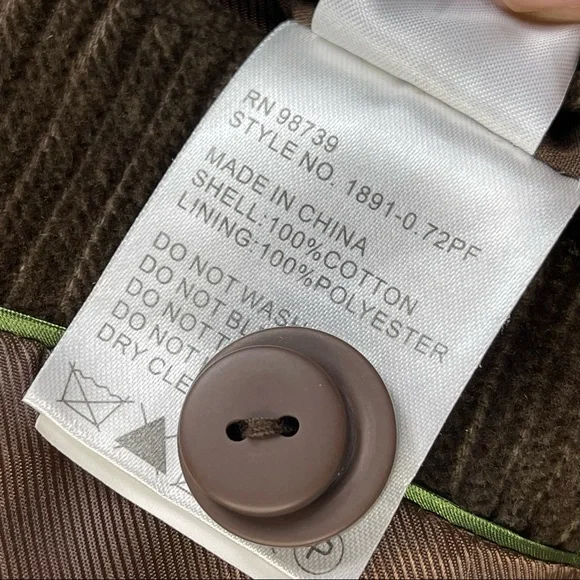 RN 98739
STYLE NO. 1891-0.72PF
MADE IN CHINA
SHELL:100%COTTON
LINING:100%POLYESTER
DO NOT WAS
DO NOT BL
DO NOT T
DO NOT
DRY CLE
P